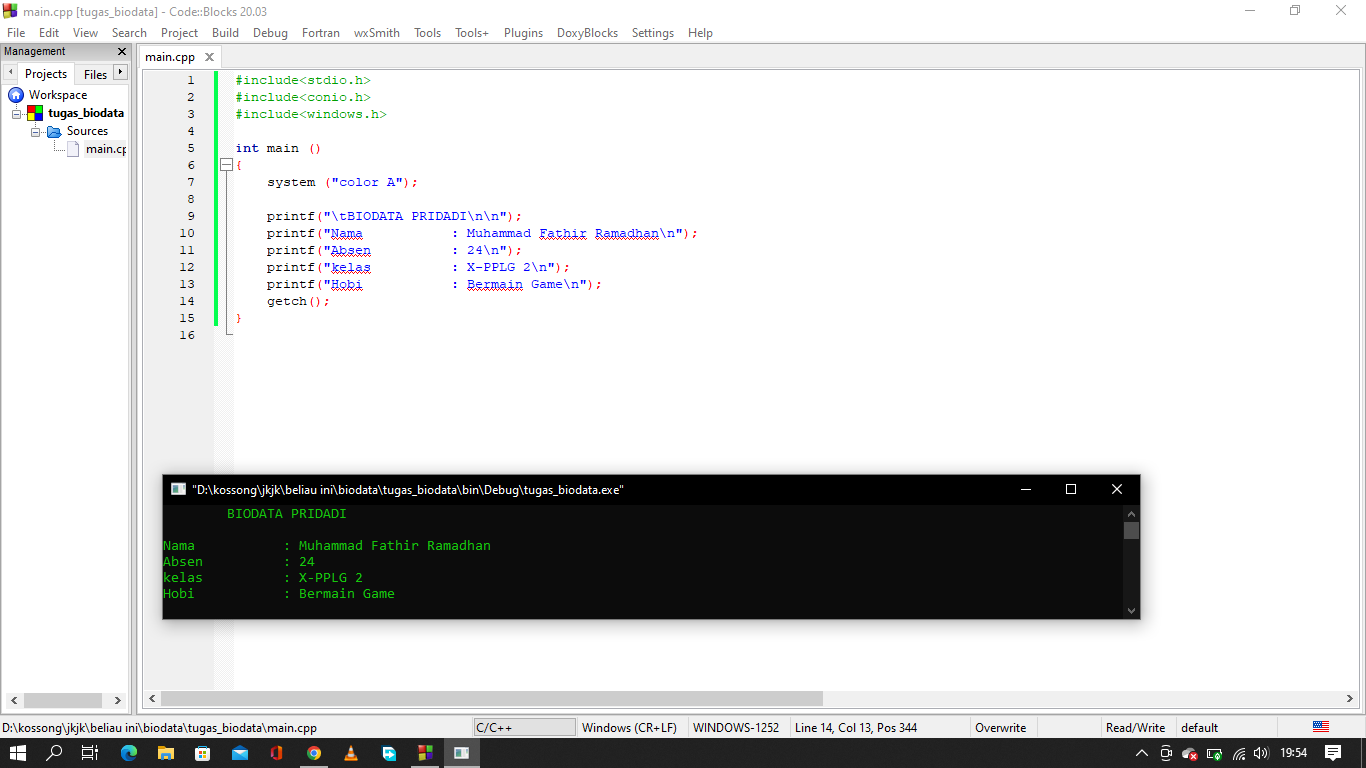 main.cpp [tugas_biodata] - Code::Blocks 20.03
File Edit View Search Project Build Debug Fortran wxSmith Tools Tools+ Plugins DoxyBlocks Settings Help
Management
main.cpp
Projects Files
Workspace
tugas_biodata
Sources
main.cp
1 #include<stdio.h>
2 #include<conio.h>
3 #include<windows.h>
4
5 int main ()
6 {
7 system ("color A");
8
9 printf("\tBIODATA PRIDADI\n\n");
10 printf("Nama           : Muhammad Fathir Ramadhan\n");
11 printf("Absen          : 24\n");
12 printf("kelas          : X-PPLG 2\n");
13 printf("Hobi           : Bermain Game\n");
14 getch();
15 }
16
"D:\kossong\jkjk\beliau ini\biodata\tugas_biodata\bin\Debug\tugas_biodata.exe"
BIODATA PRIDADI
Nama           : Muhammad Fathir Ramadhan
Absen          : 24
kelas          : X-PPLG 2
Hobi           : Bermain Game
D:\kossong\jkjk\beliau ini\biodata\tugas_biodata\main.cpp C/C++ Windows (CR+LF) WINDOWS-1252 Line 14, Col 13, Pos 344 Overwrite Read/Write default
19:54